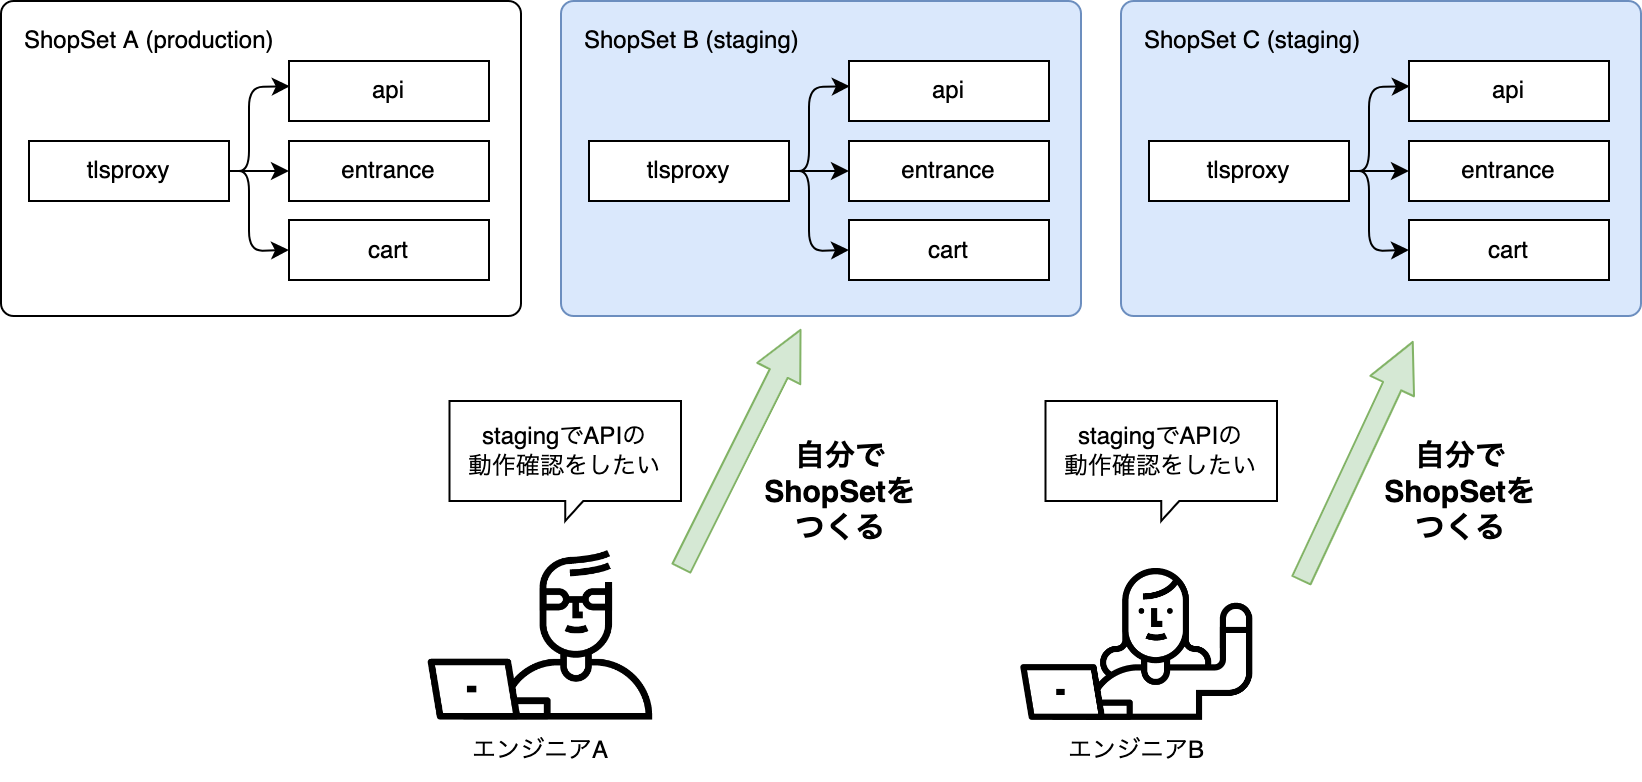 ShopSet A (production)
api
tlsproxy
entrance
cart
ShopSet B (staging)
api
tlsproxy
entrance
cart
ShopSet C (staging)
api
tlsproxy
entrance
cart
stagingでAPIの
動作確認をしたい
自分で
ShopSetを
つくる
エンジニアA
stagingでAPIの
動作確認をしたい
自分で
ShopSetを
つくる
エンジニアB